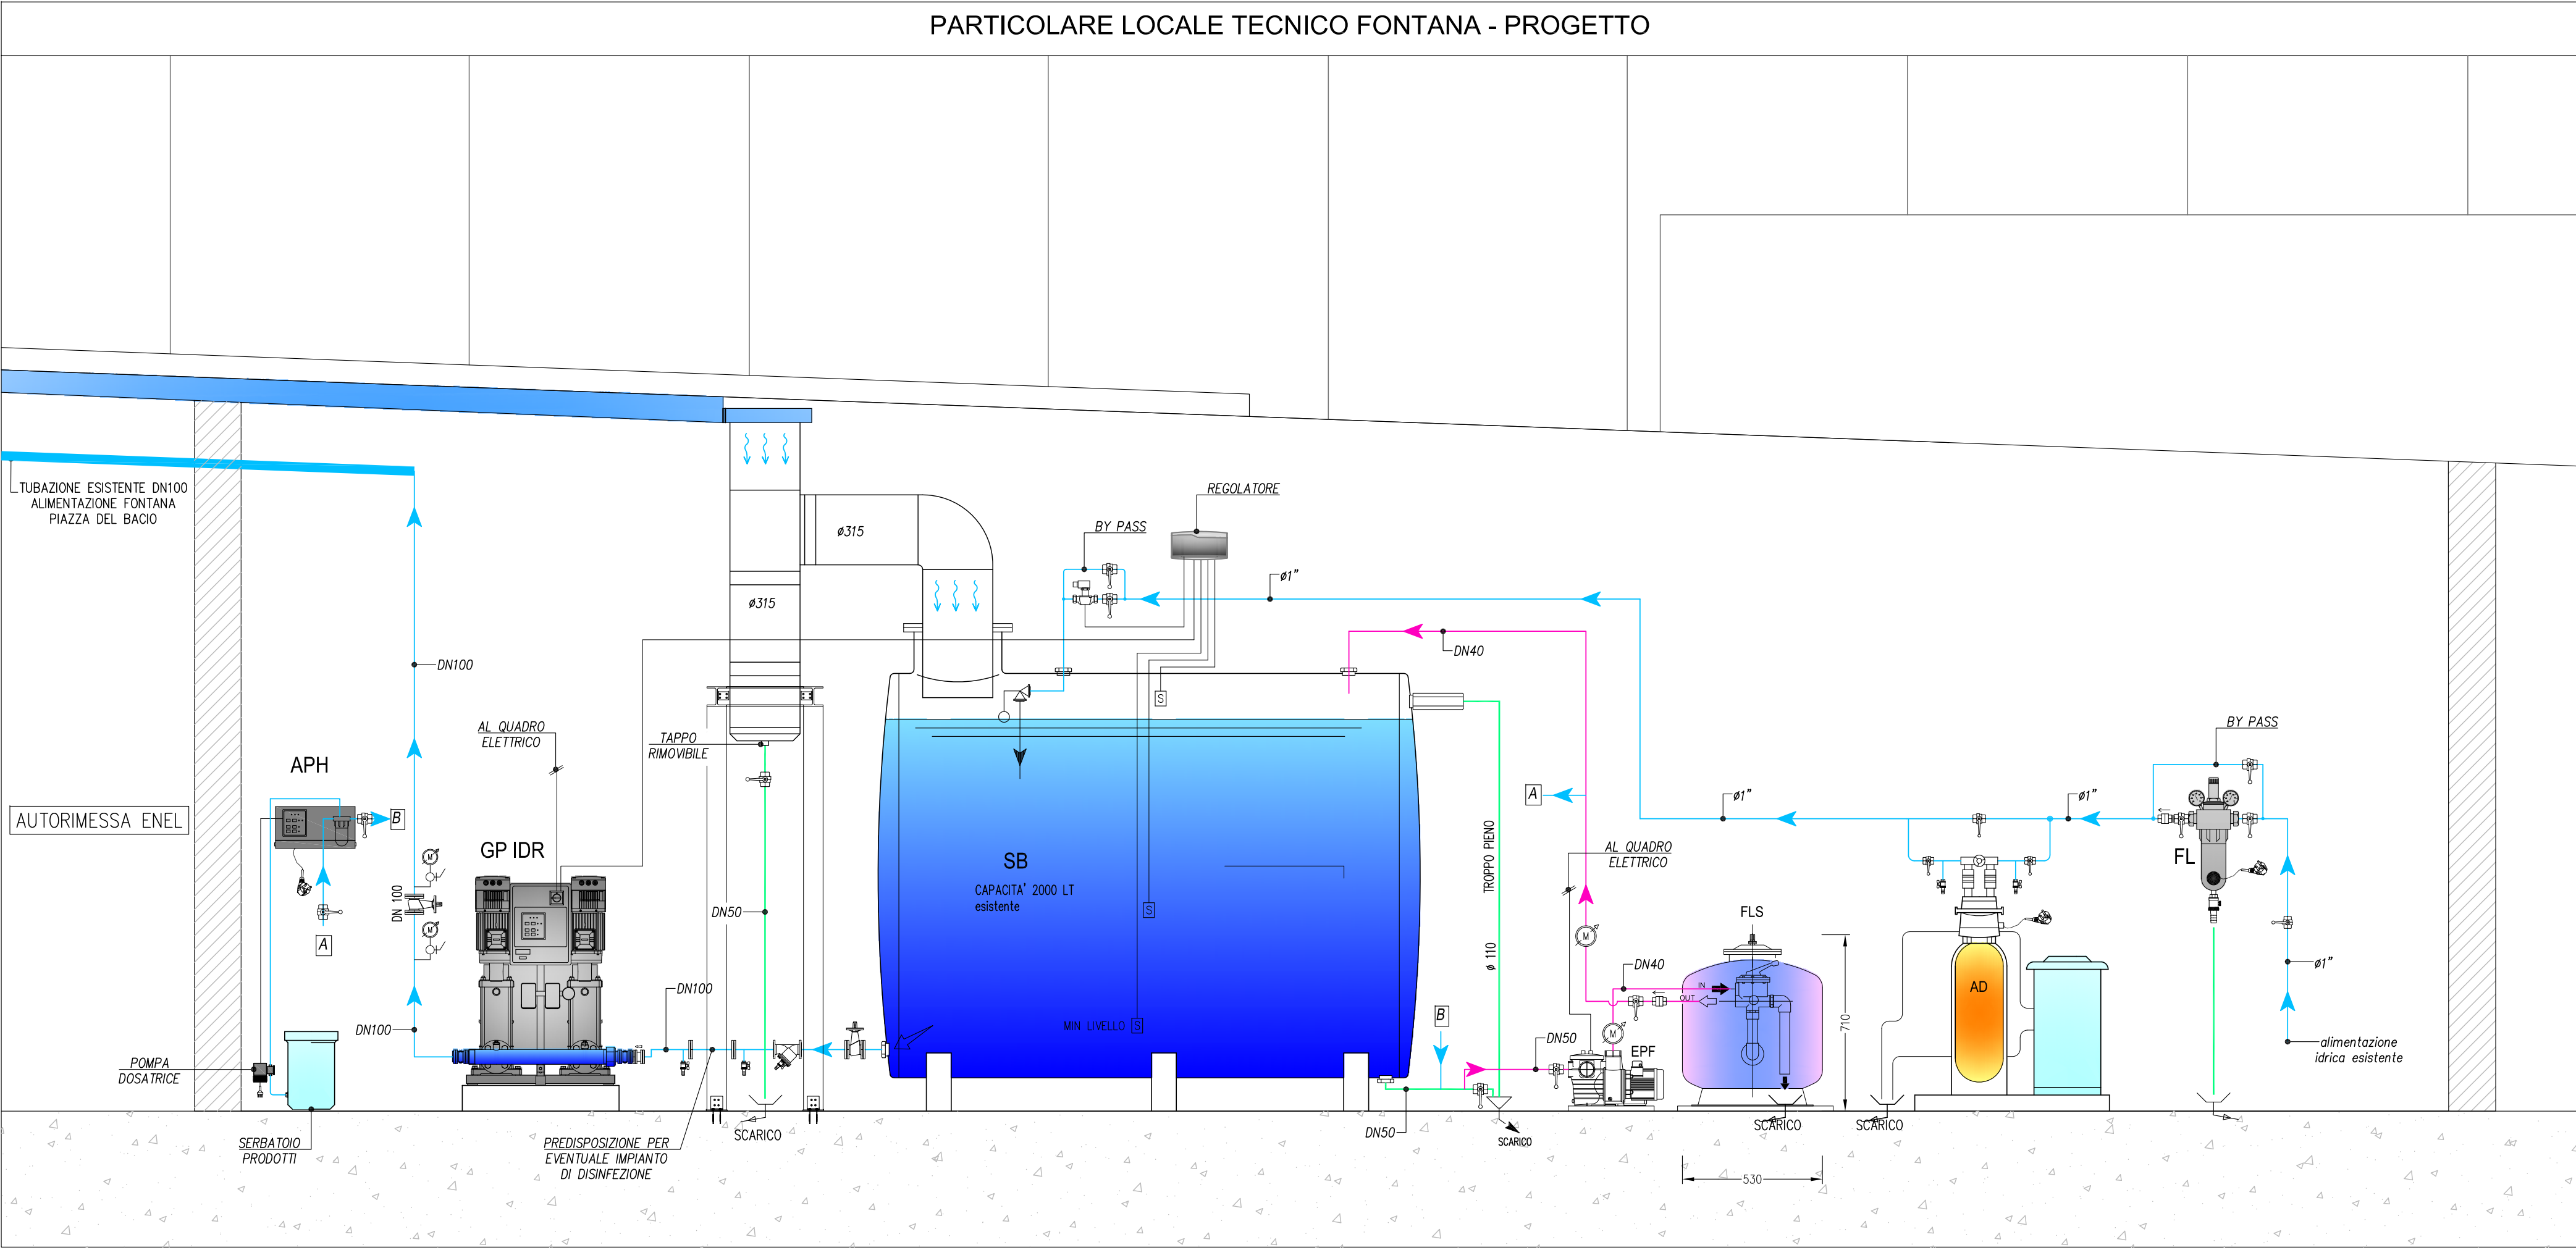 PARTICOLARE LOCALE TECNICO FONTANA - PROGETTO
TUBAZIONE ESISTENTE DN100
ALIMENTAZIONE FONTANA
PIAZZA DEL BACIO
REGOLATORE
BY PASS
ø315
ø315
ø1"
DN40
DN100
AL QUADRO
ELETTRICO
TAPPO
RIMOVIBILE
S
BY PASS
APH
AUTORIMESSA ENEL
B
GP IDR
M
DN 100
M
A
A
ø1"
ø1"
SB
CAPACITA' 2000 LT
esistente
S
DN50
TROPPO PIENO
ø 110
AL QUADRO
ELETTRICO
FL
FLS
M
DN40
IN
OUT
AD
ø1"
710
DN100
DN100
MIN LIVELLO S
B
M
DN50
EPF
alimentazione
idrica esistente
POMPA
DOSATRICE
SERBATOIO
PRODOTTI
PREDISPOSIZIONE PER
EVENTUALE IMPIANTO
DI DISINFEZIONE
SCARICO
DN50
SCARICO
SCARICO
SCARICO
530